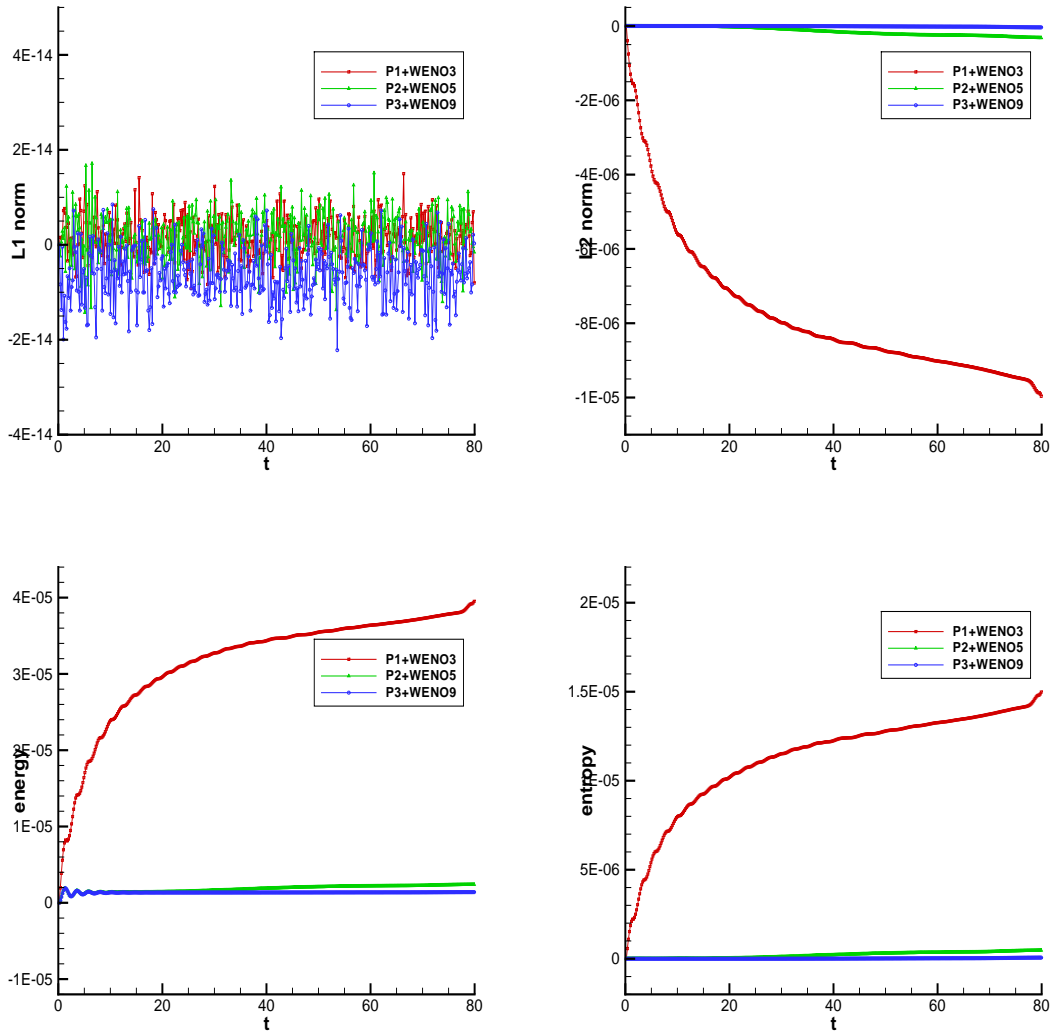 4E-14
2E-14
0
-2E-14
-4E-14
L1 norm
P1+WENO3
P2+WENO5
P3+WENO9
0
20
40
60
80
t
0
-2E-06
-4E-06
-6E-06
-8E-06
-1E-05
L2 norm
P1+WENO3
P2+WENO5
P3+WENO9
0
20
40
60
80
t
4E-05
3E-05
2E-05
1E-05
0
-1E-05
energy
P1+WENO3
P2+WENO5
P3+WENO9
0
20
40
60
80
t
2E-05
1.5E-05
1E-05
5E-06
0
entropy
P1+WENO3
P2+WENO5
P3+WENO9
0
20
40
60
80
t